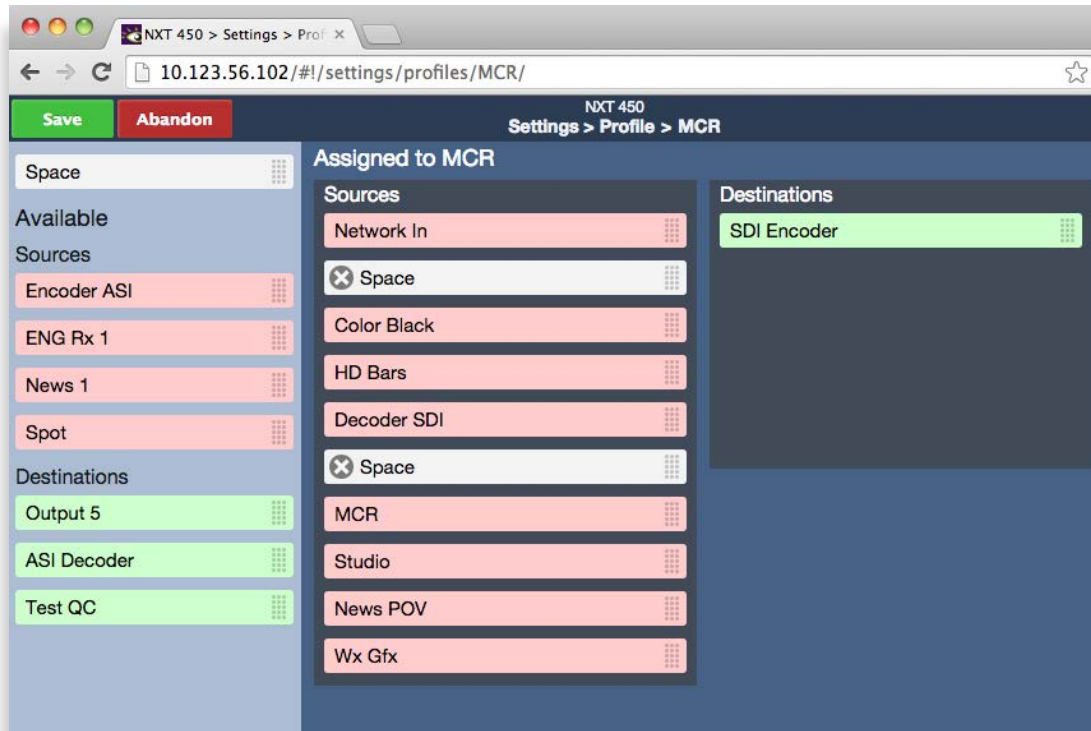 NXT 450 > Settings > Prof
10.123.56.102/#!/settings/profiles/MCR/
Save
Abandon
NXT 450
Settings > Profile > MCR
Space
Available
Sources
Encoder ASI
ENG Rx 1
News 1
Spot
Destinations
Output 5
ASI Decoder
Test QC
Assigned to MCR
Sources
Network In
Space
Color Black
HD Bars
Decoder SDI
Space
MCR
Studio
News POV
Wx Gfx
Destinations
SDI Encoder